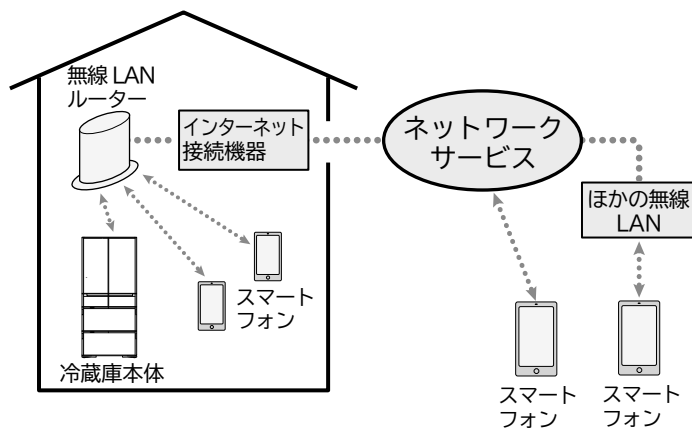 無線 LAN
ルーター
インターネット
接続機器
ネットワーク
サービス
ほかの無線
LAN
スマート
フォン
冷蔵庫本体
スマート
フォン
スマート
フォン